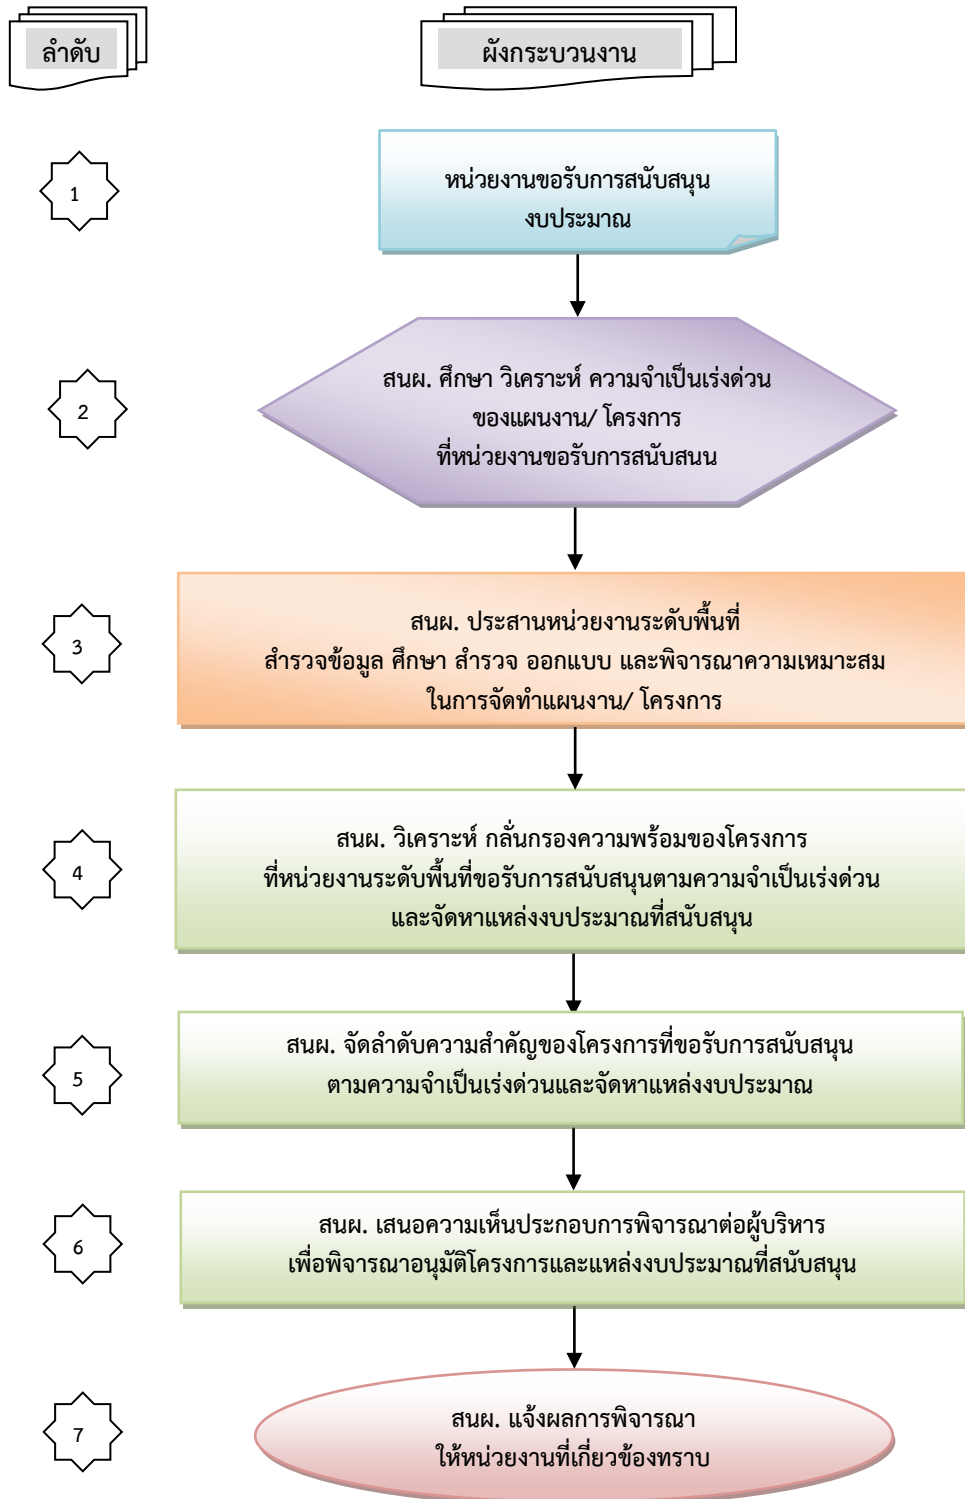 ลำดับ
ผังกระบวนงาน
1
หน่วยงานขอรับการสนับสนุน
งบประมาณ
2
สนผ. ศึกษา วิเคราะห์ ความจำเป็นเร่งด่วน
ของแผนงาน/ โครงการ
ที่หน่วยงานขอรับการสนับสนน
3
สนผ. ประสานหน่วยงานระดับพื้นที่
สำรวจข้อมูล ศึกษา สำรวจ ออกแบบ และพิจารณาความเหมาะสม
ในการจัดทำแผนงาน/ โครงการ
4
สนผ. วิเคราะห์ กลั่นกรองความพร้อมของโครงการ
ที่หน่วยงานระดับพื้นที่ขอรับการสนับสนุนตามความจำเป็นเร่งด่วน
และจัดหาแหล่งงบประมาณที่สนับสนุน
5
สนผ. จัดลำดับความสำคัญของโครงการที่ขอรับการสนับสนุน
ตามความจำเป็นเร่งด่วนและจัดหาแหล่งงบประมาณ
6
สนผ. เสนอความเห็นประกอบการพิจารณาต่อผู้บริหาร
เพื่อพิจารณาอนุมัติโครงการและแหล่งงบประมาณที่สนับสนุน
7
สนผ. แจ้งผลการพิจารณา
ให้หน่วยงานที่เกี่ยวข้องทราบ